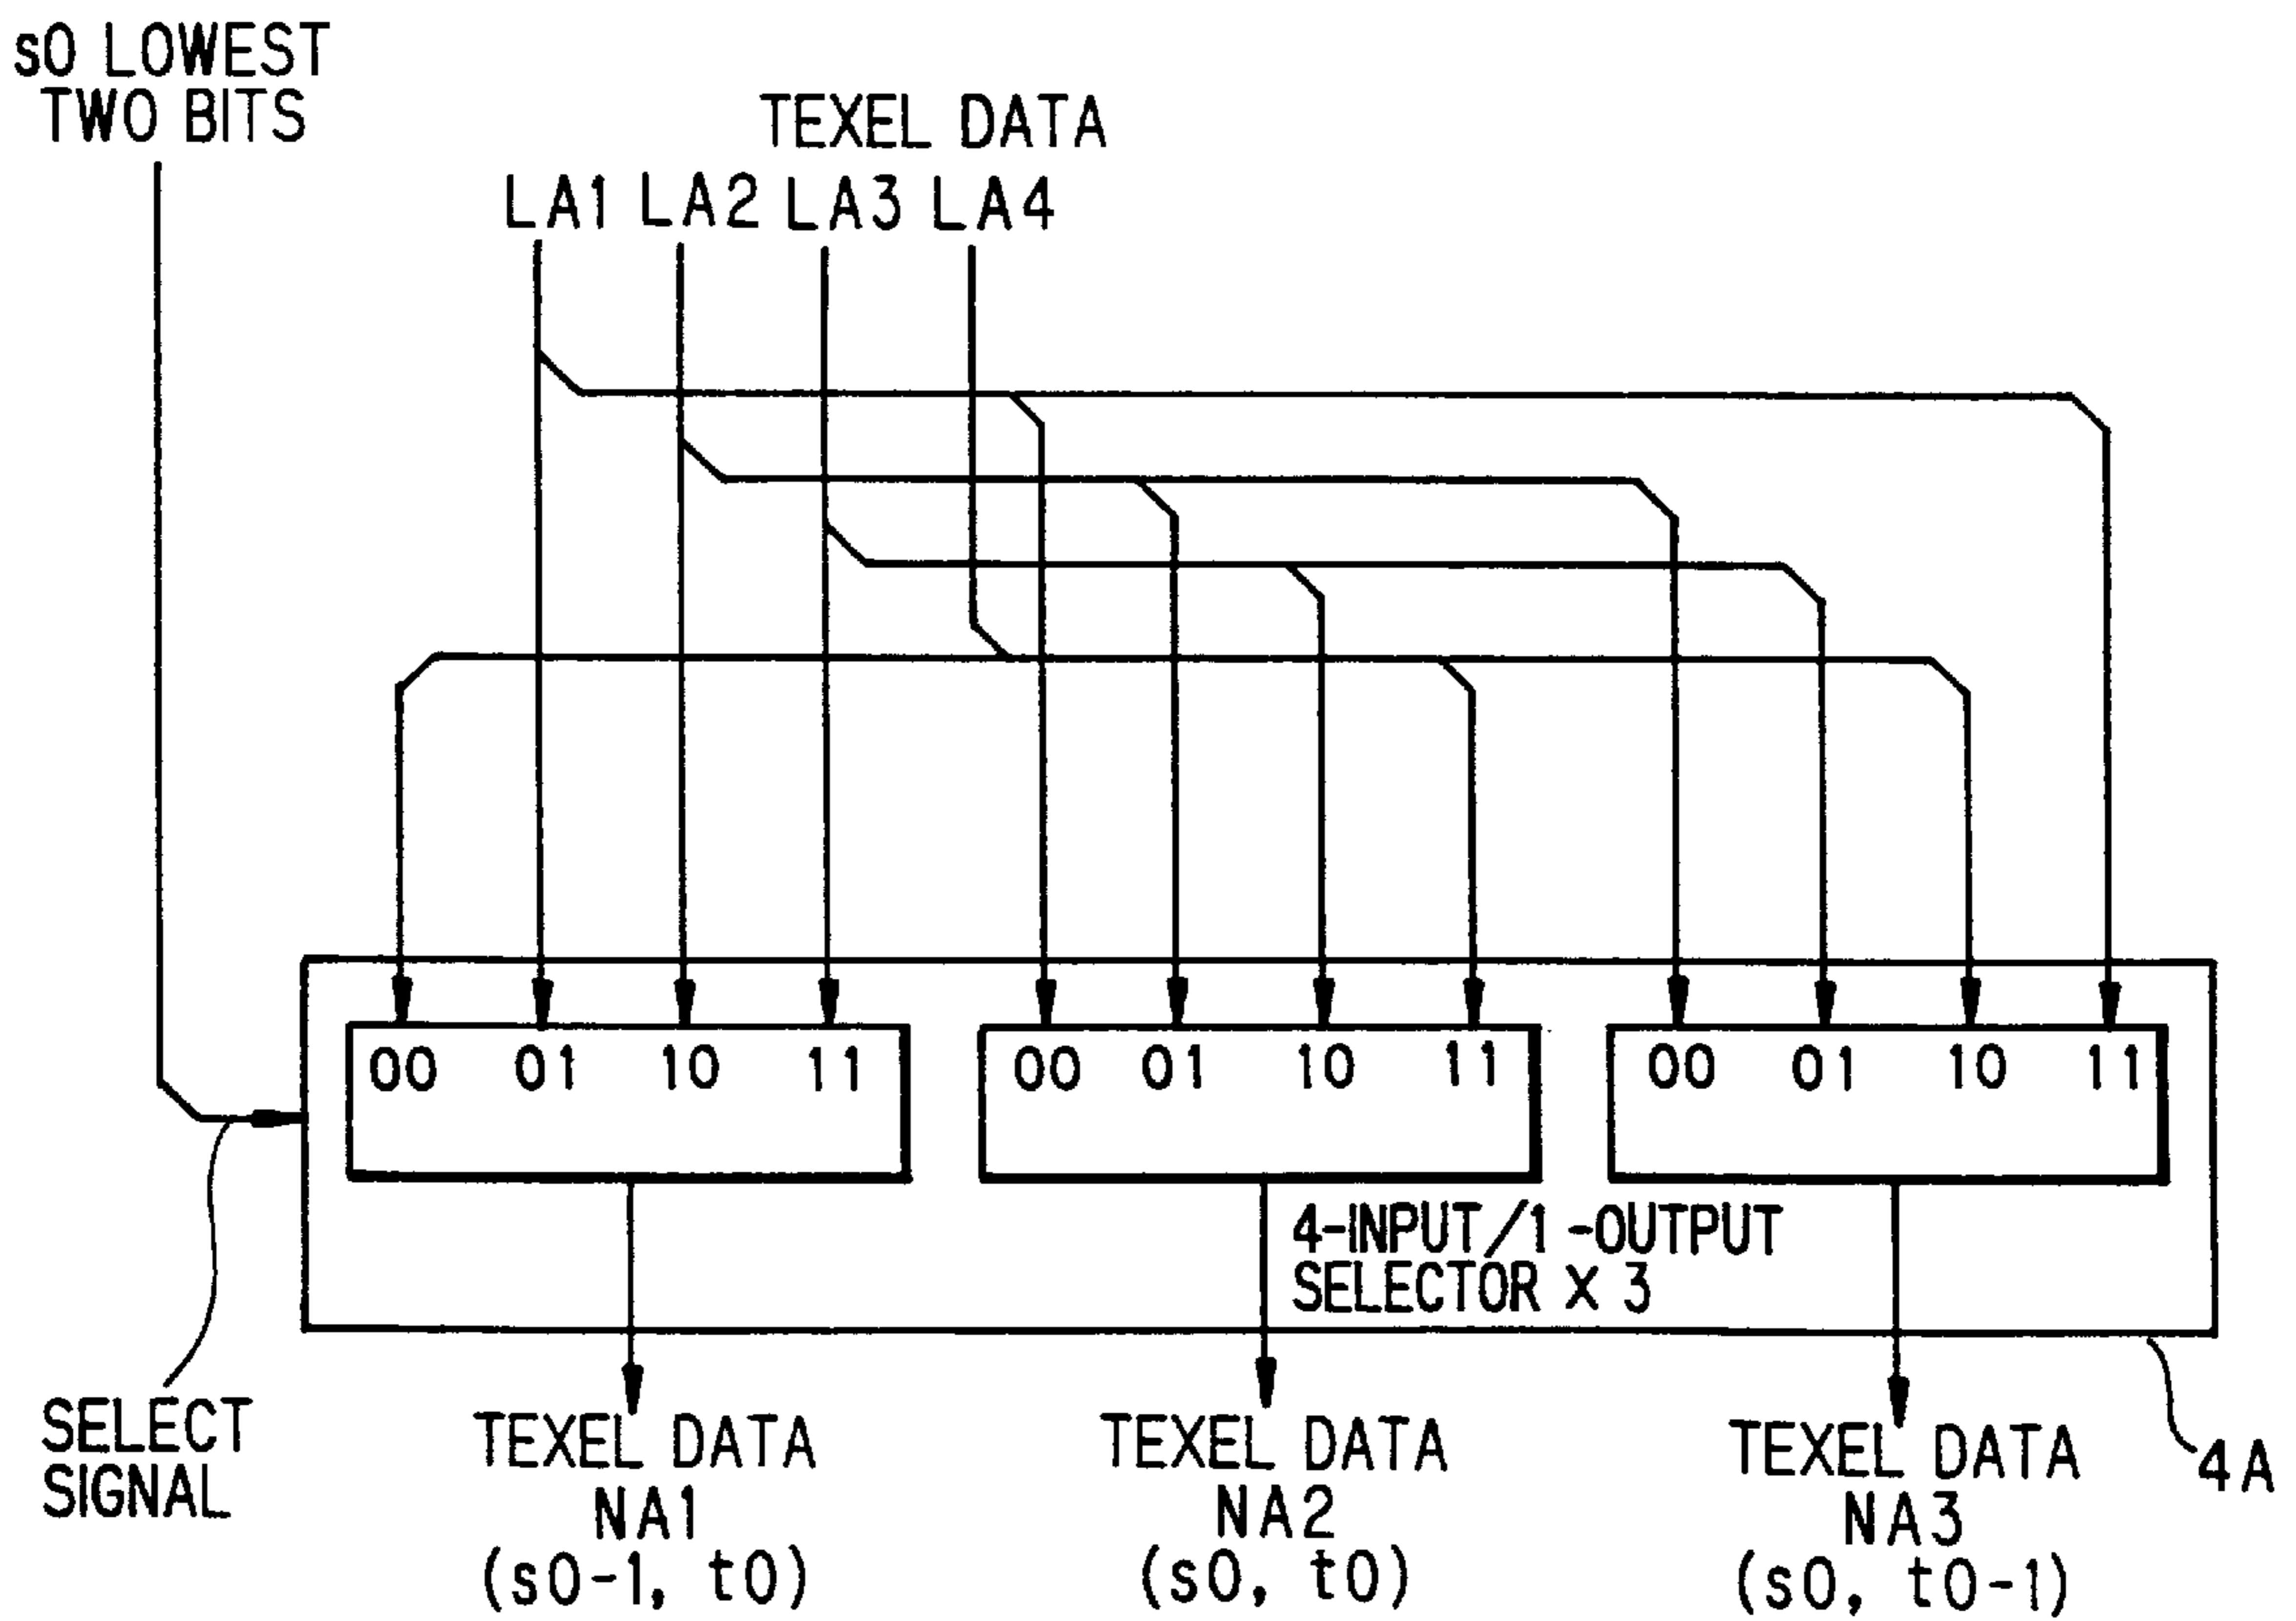 s0 LOWEST
TWO BITS
TEXEL DATA
LA1 LA2 LA3 LA4
00 01 10 11 00 01 10 11 00 01 10 11
4-INPUT/1-OUTPUT
SELECTOR x 3
SELECT
SIGNAL
TEXEL DATA
NA1
(s0-1, t0)
TEXEL DATA
NA2
(s0, t0)
TEXEL DATA
NA3
(s0, t0-1)
4A